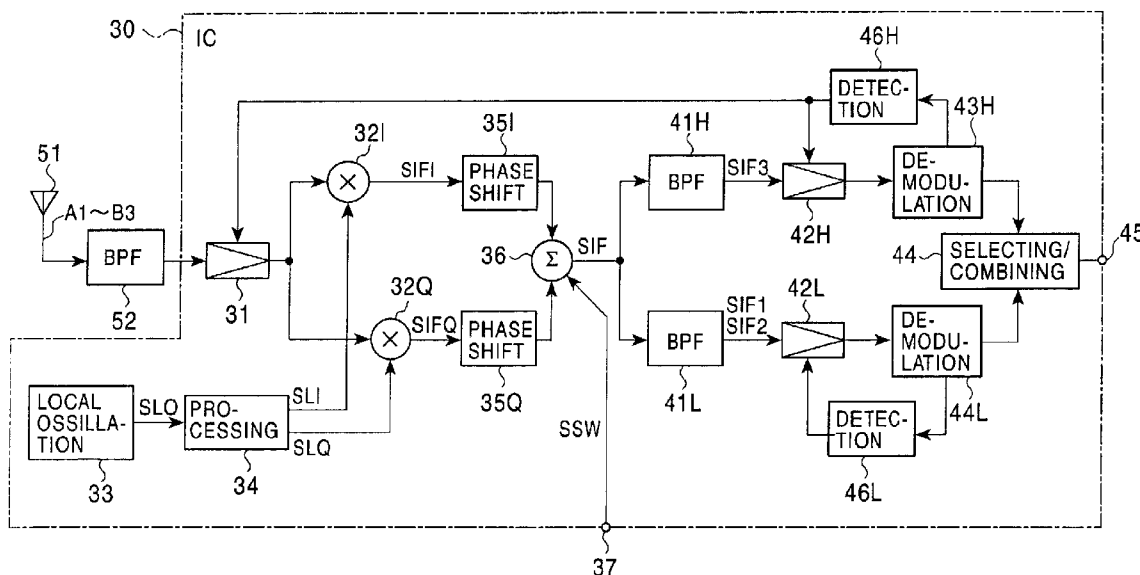 30
IC
46H
DETEC-
TION
43H
DE-
MODU-
LATION
41H
BPF
SIF3
42H
35I
PHASE
SHIFT
32I
SIFI
51
A1~B3
BPF
52
31
36
Σ
SIF
44
SELECTING/
COMBINING
45
32Q
SIFQ
PHASE
SHIFT
35Q
BPF
41L
SIF1
SIF2
42L
DE-
MODU-
LATION
44L
DETEC-
TION
46L
LOCAL
OSSILLA-
TION
33
SLO
PRO-
CESSING
34
SLI
SLQ
SSW
37